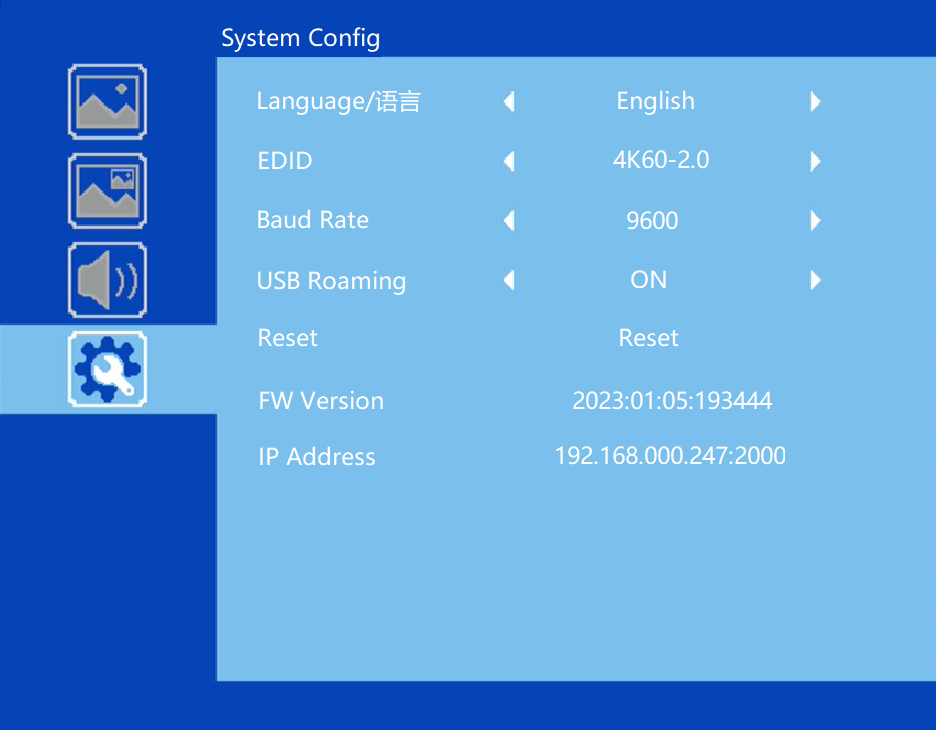 System Config
Language/语言 English
EDID 4K60-2.0
Baud Rate 9600
USB Roaming ON
Reset Reset
FW Version 2023:01:05:193444
IP Address 192.168.000.247:2000